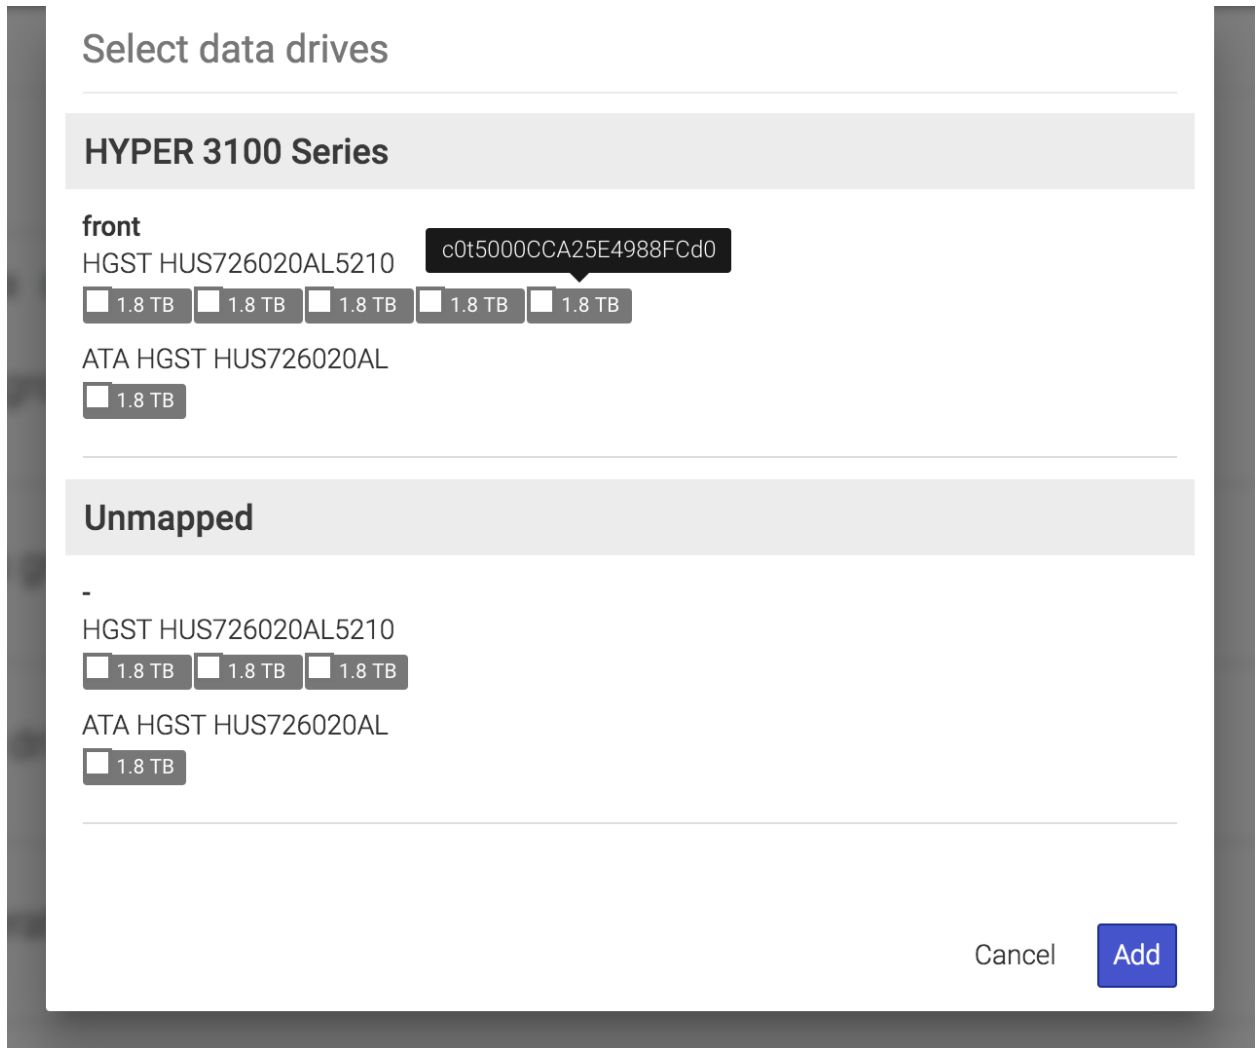 Select data drives
HYPER 3100 Series
front
HGST HUS726020AL5210
c0t5000CCA25E4988FCd0
1.8 TB 1.8 TB 1.8 TB 1.8 TB 1.8 TB
ATA HGST HUS726020AL
1.8 TB
Unmapped
-
HGST HUS726020AL5210
1.8 TB 1.8 TB 1.8 TB
ATA HGST HUS726020AL
1.8 TB
Cancel Add